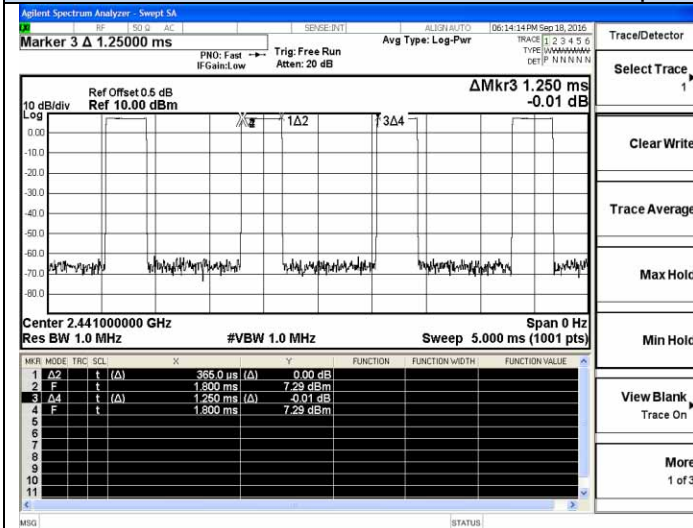 Agilent Spectrum Analyzer - Swept SA
RF 50 Ω AC SENSE:INT ALIGN AUTO 06:14:14 PM Sep 18, 2016
Marker 3 Δ 1.25000 ms
PNO: Fast
IFGain:Low
Trig: Free Run
Atten: 20 dB
Avg Type: Log-Pwr
TRACE 1 2 3 4 5 6
TYPE WWWWWW
DET P N N N N N
Ref Offset 0.5 dB
10 dB/div Ref 10.00 dBm
ΔMkr3 1.250 ms
-0.01 dB
Log
1Δ2 3Δ4
0.00
-10.0
-20.0
-30.0
-40.0
-50.0
-60.0
-70.0
-80.0
Center 2.441000000 GHz Span 0 Hz
Res BW 1.0 MHz #VBW 1.0 MHz Sweep 5.000 ms (1001 pts)
MKR MODE TRC SCL X Y FUNCTION FUNCTION WIDTH FUNCTION VALUE
1 Δ2 t (Δ) 365.0 µs (Δ) 0.00 dB
2 F t 1.800 ms 7.29 dBm
3 Δ4 t (Δ) 1.250 ms (Δ) -0.01 dB
4 F t 1.800 ms 7.29 dBm
5
6
7
8
9
10
11
MSG STATUS
Trace/Detector
Select Trace
1
Clear Write
Trace Average
Max Hold
Min Hold
View Blank
Trace On
More
1 of 3